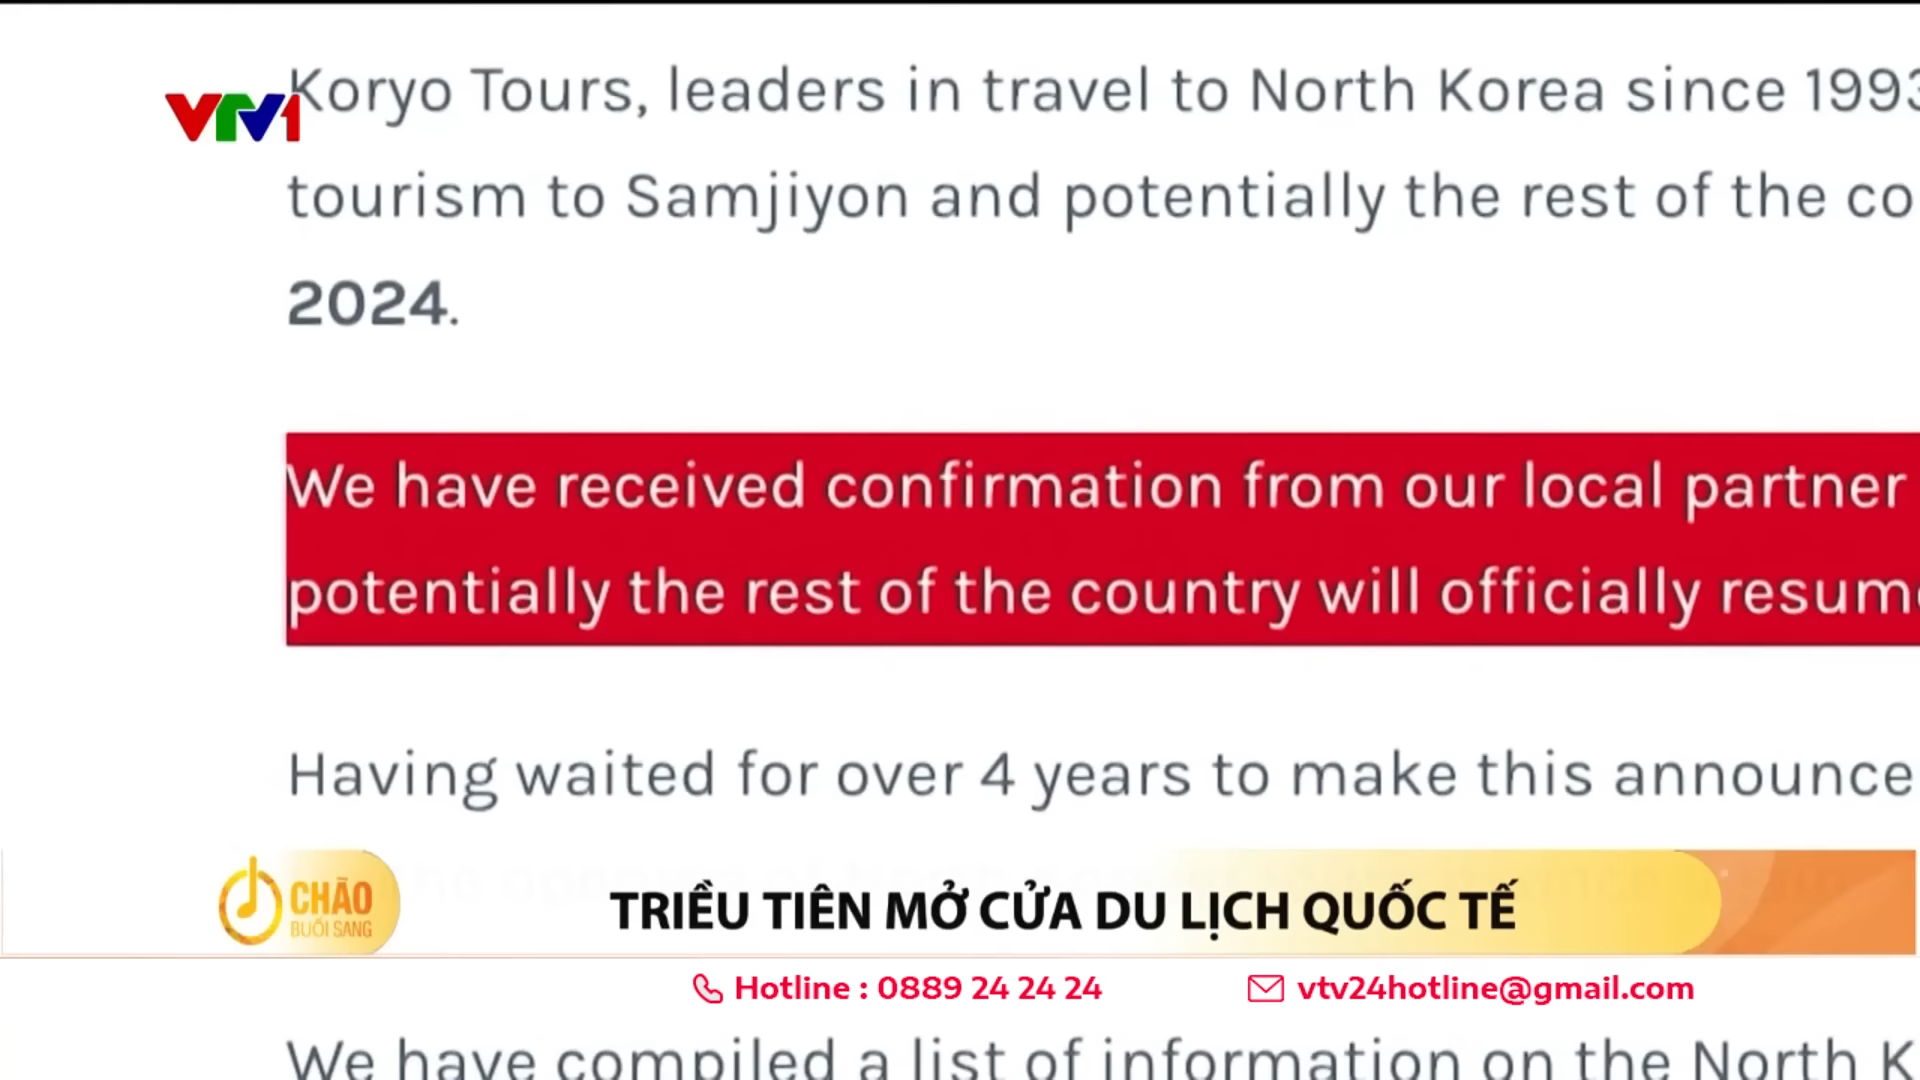 Koryo Tours, leaders in travel to North Korea since 1993
VTV1
tourism to Samjiyon and potentially the rest of the co
2024.
We have received confirmation from our local partner
potentially the rest of the country will officially resume
Having waited for over 4 years to make this announce
CHÀO
BUỔI SÁNG
TRIỀU TIÊN MỞ CỬA DU LỊCH QUỐC TẾ
Hotline : 0889 24 24 24
vtv24hotline@gmail.com
We have compiled a list of information on the North K